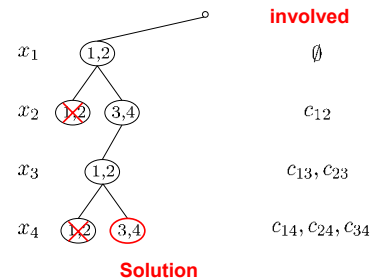 involved
x₁ 1,2 ∅
x₂ 1,2 3,4 c₁₂
x₃ 1,2 c₁₃, c₂₃
x₄ 1,2 3,4 c₁₄, c₂₄, c₃₄
Solution